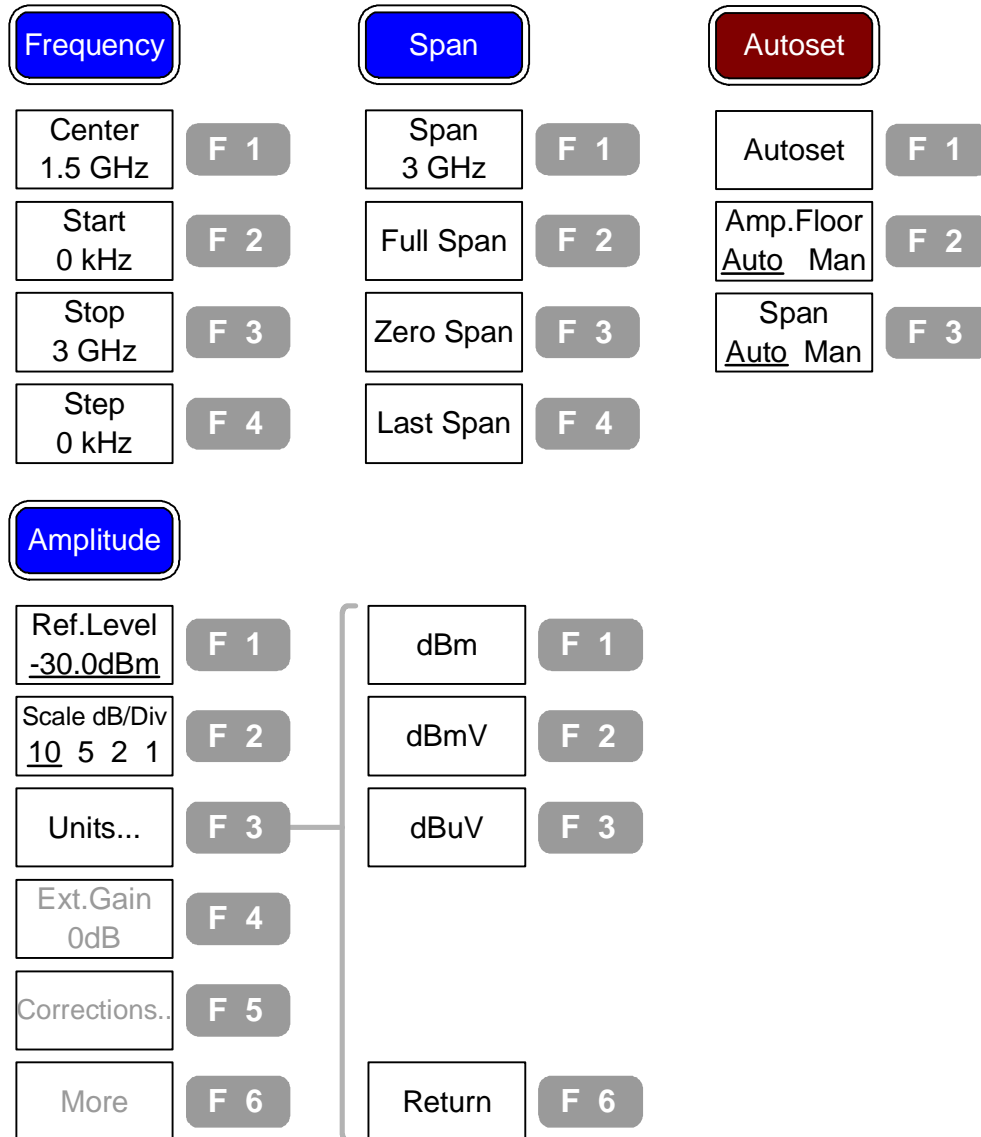 Frequency
Center
1.5 GHz
F 1
Start
0 kHz
F 2
Stop
3 GHz
F 3
Step
0 kHz
F 4
Span
Span
3 GHz
F 1
Full Span
F 2
Zero Span
F 3
Last Span
F 4
Autoset
Autoset
F 1
Amp.Floor
Auto Man
F 2
Span
Auto Man
F 3
Amplitude
Ref.Level
-30.0dBm
F 1
Scale dB/Div
10 5 2 1
F 2
Units...
F 3
Ext.Gain
0dB
F 4
Corrections..
F 5
More
F 6
dBm
F 1
dBmV
F 2
dBuV
F 3
Return
F 6